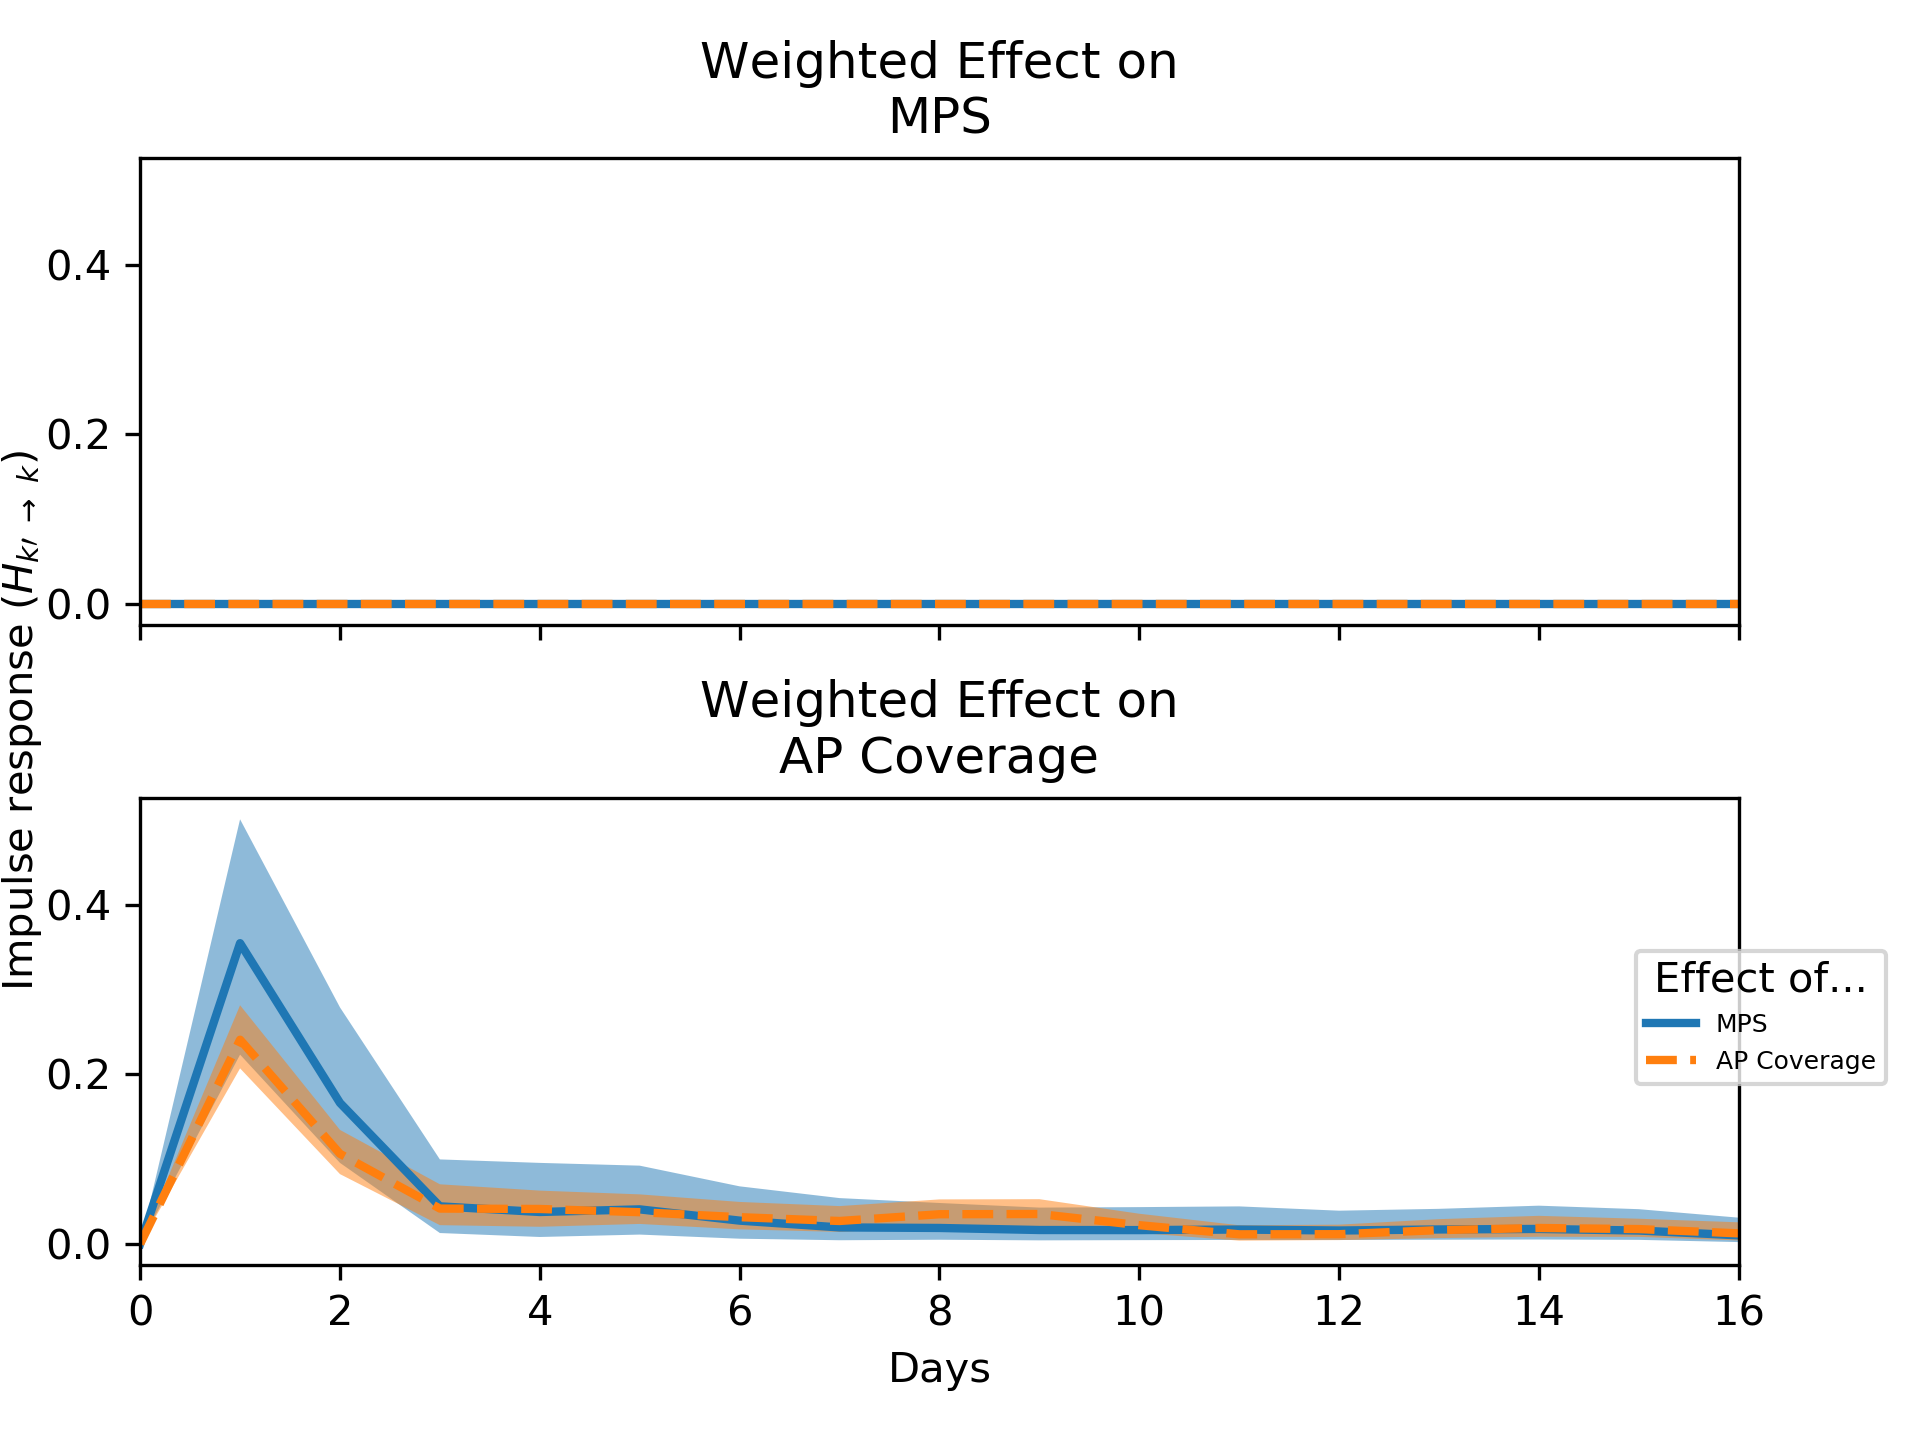 Weighted Effect on
MPS
0.4
0.2
0.0
Impulse response (H_{k′ → k})
Weighted Effect on
AP Coverage
0.4
0.2
0.0
Effect of...
MPS
AP Coverage
0 2 4 6 8 10 12 14 16
Days